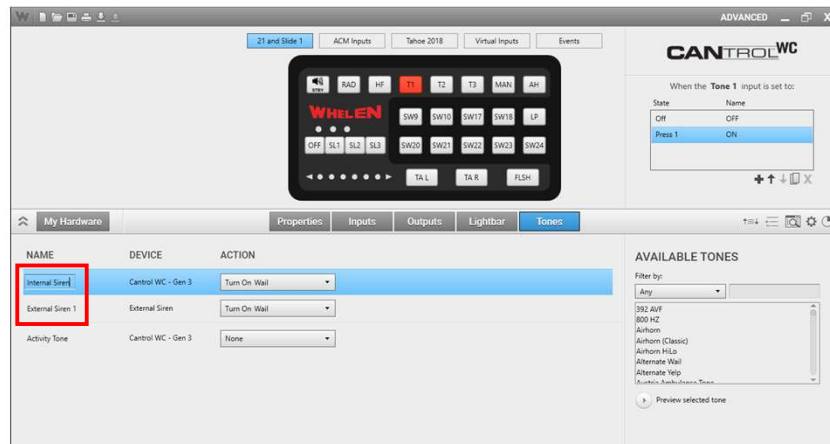 W ADVANCED
21 and Slide 1 ACM Inputs Tahoe 2018 Virtual Inputs Events
CANTROLWC
When the Tone 1 input is set to:
State Name
Off OFF
Press 1 ON
STBY RAD HF T1 T2 T3 MAN AH
WHELEN SW9 SW10 SW17 SW18 LP
OFF SL1 SL2 SL3 SW20 SW21 SW22 SW23 SW24
TA L TA R FLSH
My Hardware Properties Inputs Outputs Lightbar Tones
NAME DEVICE ACTION
Internal Siren Cantrol WC - Gen 3 Turn On Wail
External Siren 1 External Siren Turn On Wail
Activity Tone Cantrol WC - Gen 3 None
AVAILABLE TONES
Filter by:
Any
392 AVF
800 HZ
Airhorn
Airhorn (Classic)
Airhorn HiLo
Alternate Wail
Alternate Yelp
Austria Ambulance Tone
Preview selected tone